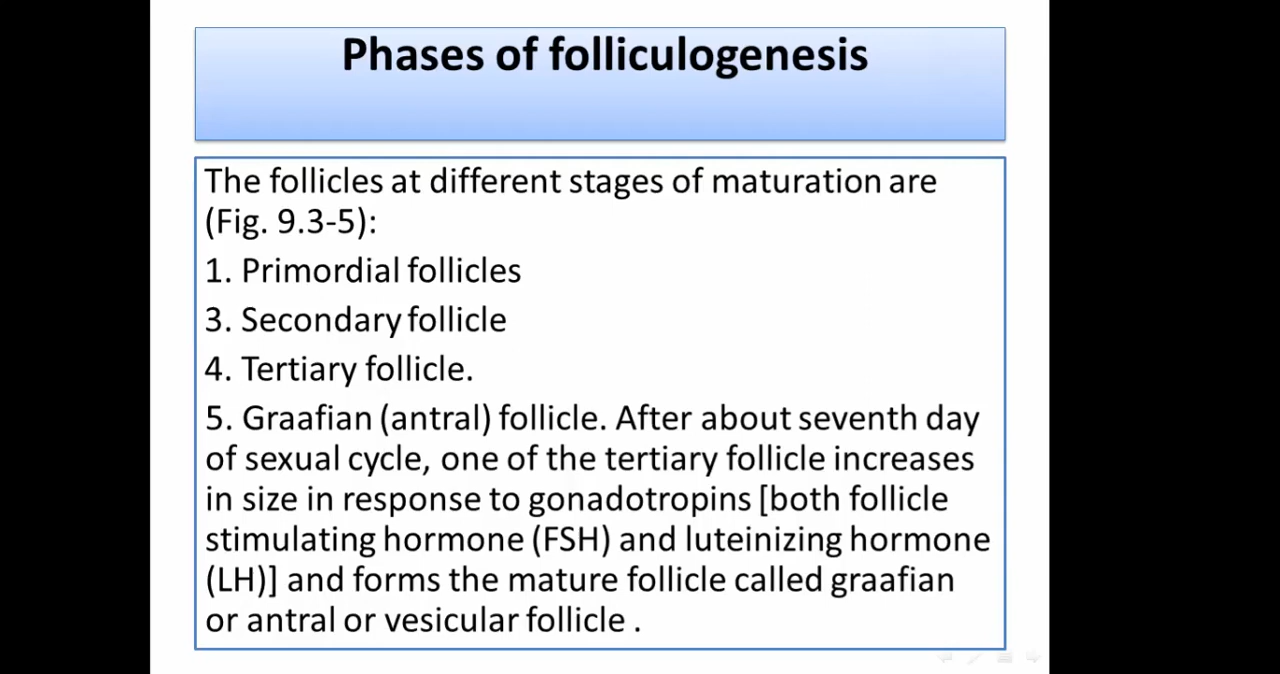 Phases of folliculogenesis
The follicles at different stages of maturation are
(Fig. 9.3-5):
1. Primordial follicles
3. Secondary follicle
4. Tertiary follicle.
5. Graafian (antral) follicle. After about seventh day
of sexual cycle, one of the tertiary follicle increases
in size in response to gonadotropins [both follicle
stimulating hormone (FSH) and luteinizing hormone
(LH)] and forms the mature follicle called graafian
or antral or vesicular follicle .